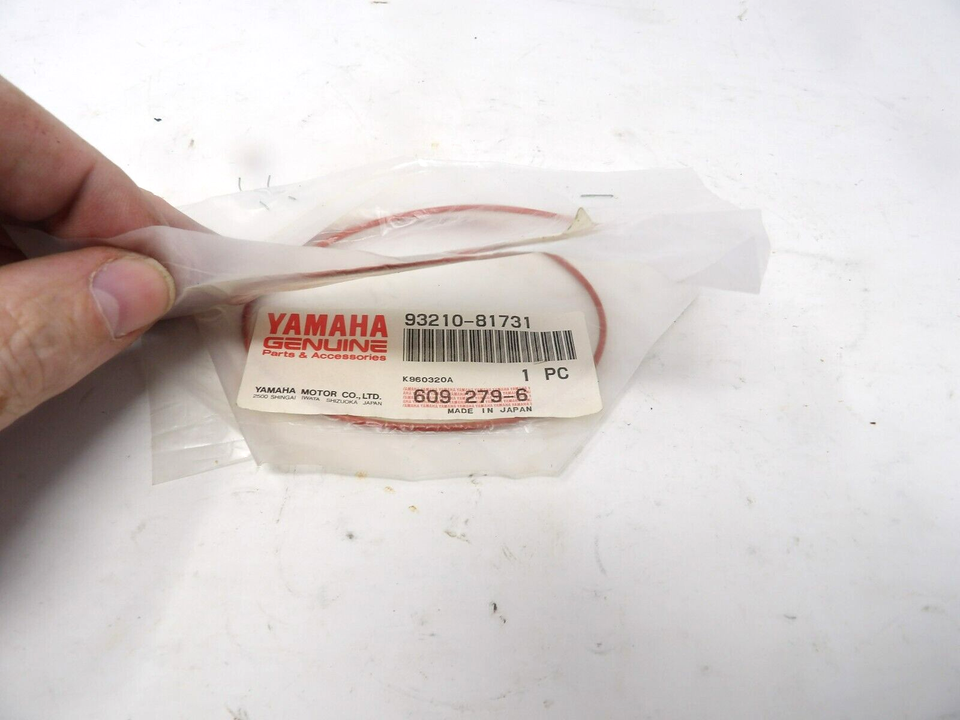 YAMAHA
GENUINE
Parts & Accessories
93210-81731
K960320A
1 PC
YAMAHA MOTOR CO., LTD.
2500 SHINGAI IWATA SHIZUOKA JAPAN
609 279-6
MADE IN JAPAN